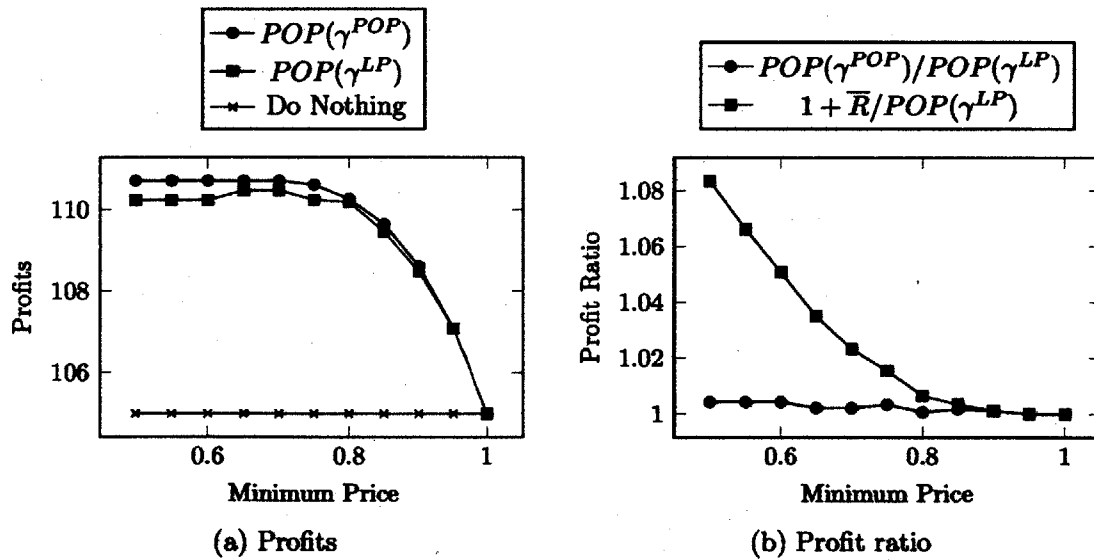 POP(γ^{POP})
POP(γ^{LP})
Do Nothing
110
108
106
Profits
0.6 0.8 1
Minimum Price
(a) Profits
POP(γ^{POP})/POP(γ^{LP})
1 + R̅/POP(γ^{LP})
1.08
1.06
1.04
1.02
1
Profit Ratio
0.6 0.8 1
Minimum Price
(b) Profit ratio